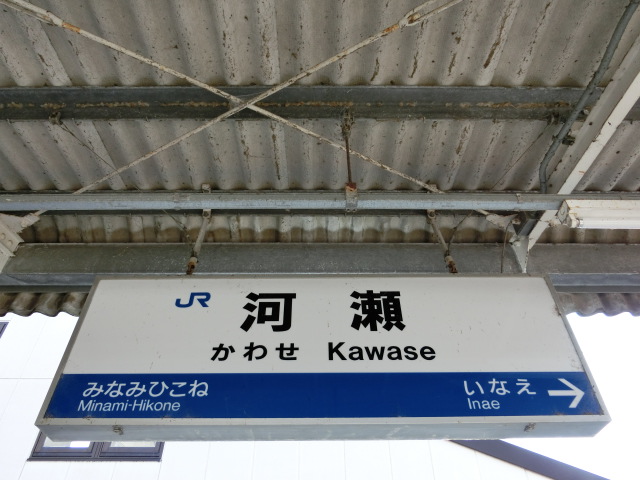 JR 河瀬
かわせ Kawase
みなみひこね いなえ →
Minami-Hikone Inae